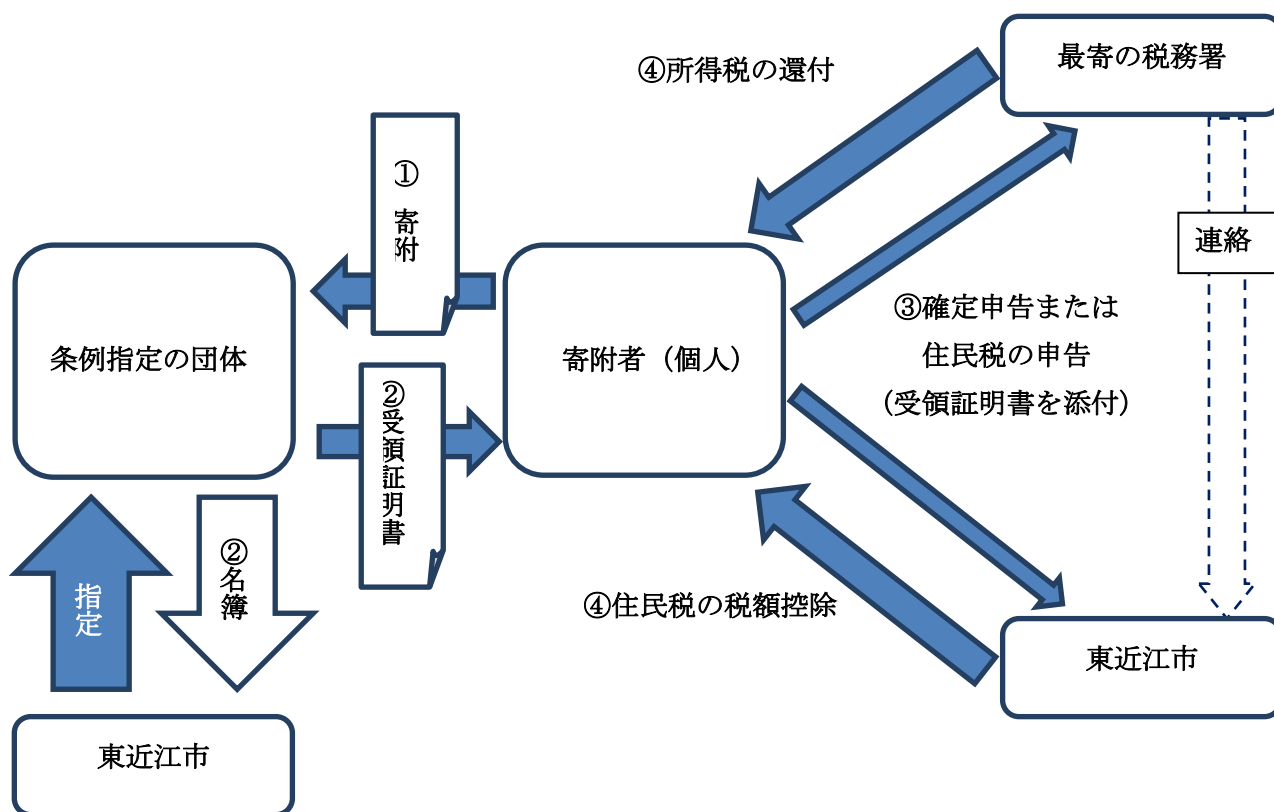 最寄の税務署
④所得税の還付
①寄附
連絡
③確定申告または
住民税の申告
（受領証明書を添付）
条例指定の団体
寄附者（個人）
②受領証明書
②名簿
指定
④住民税の税額控除
東近江市
東近江市